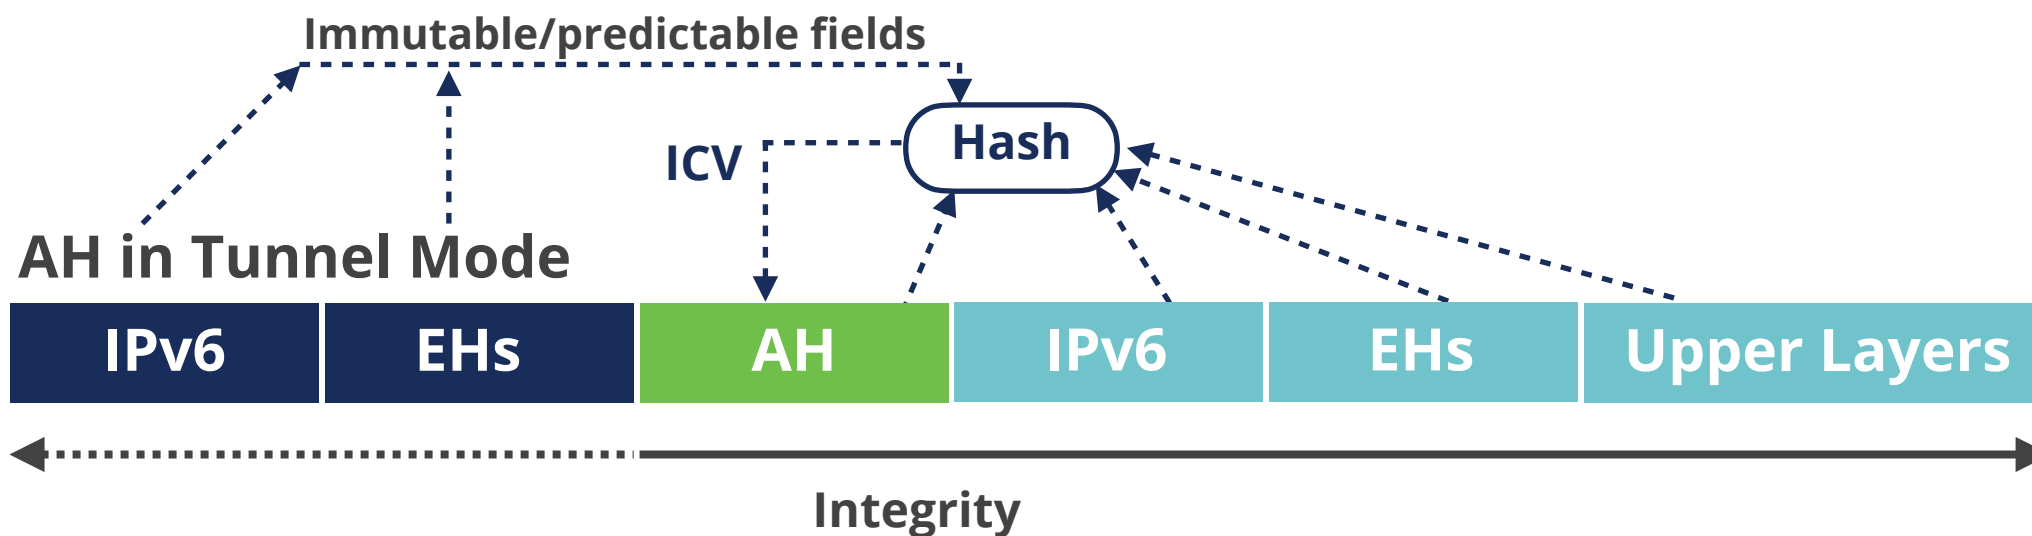 Immutable/predictable fields
Hash
ICV
AH in Tunnel Mode
IPv6
EHs
AH
IPv6
EHs
Upper Layers
Integrity